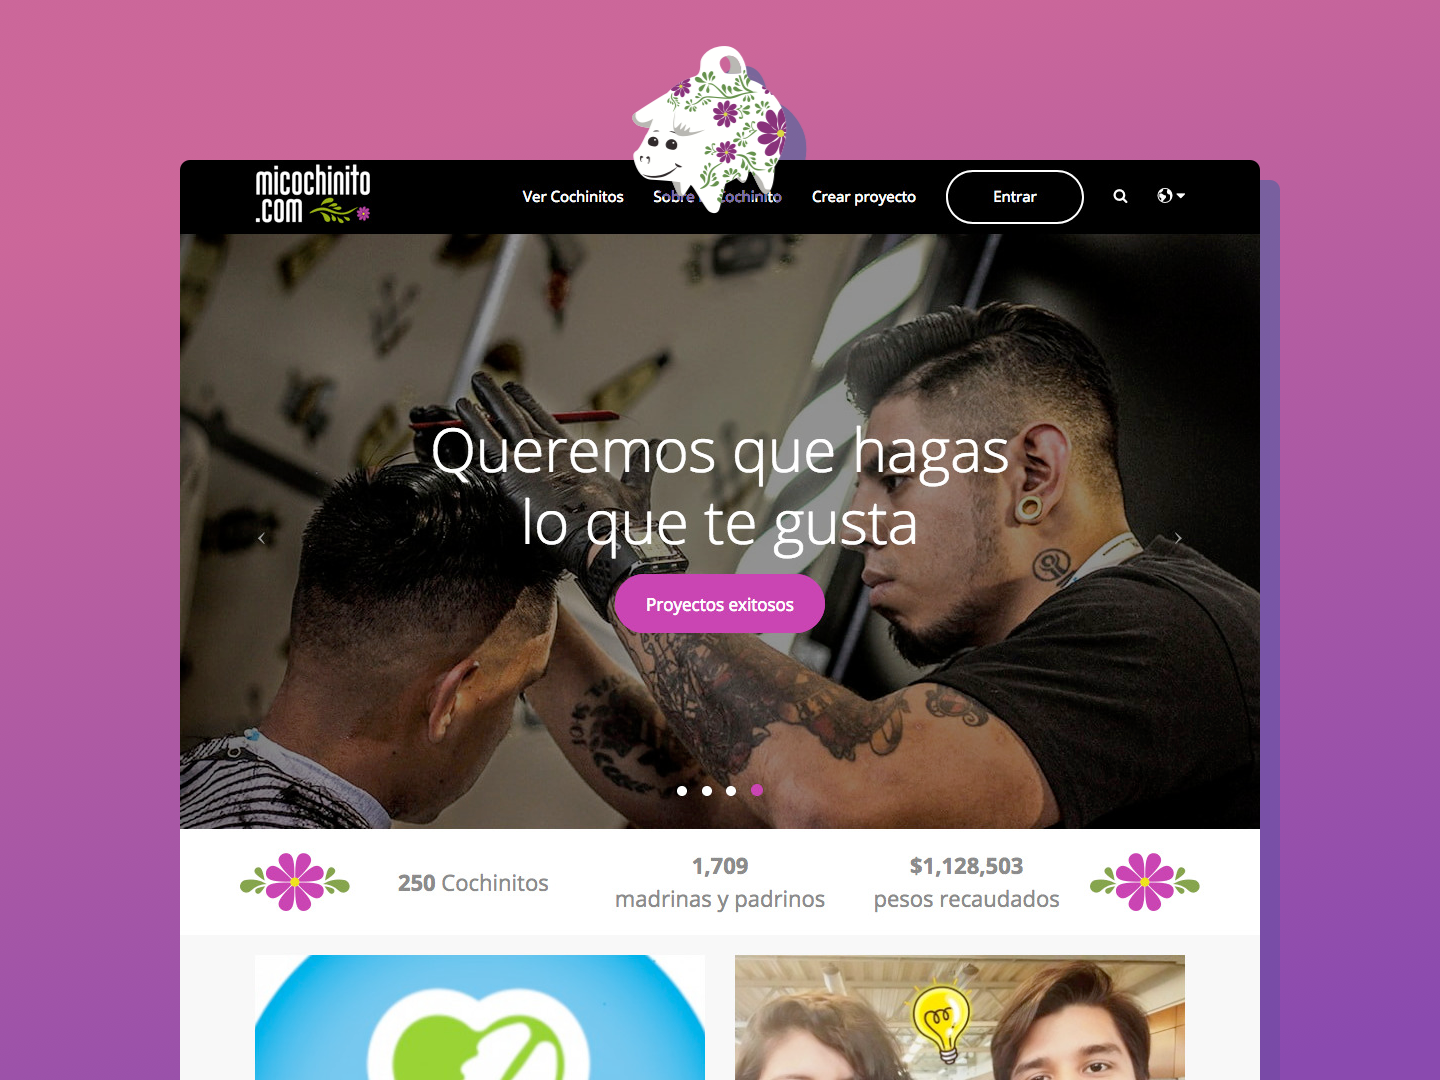 micochinito
.com
Ver Cochinitos
Sobre Mi Cochinito
Crear proyecto
Entrar
Queremos que hagas
lo que te gusta
Proyectos exitosos
250 Cochinitos
1,709
madrinas y padrinos
$1,128,503
pesos recaudados